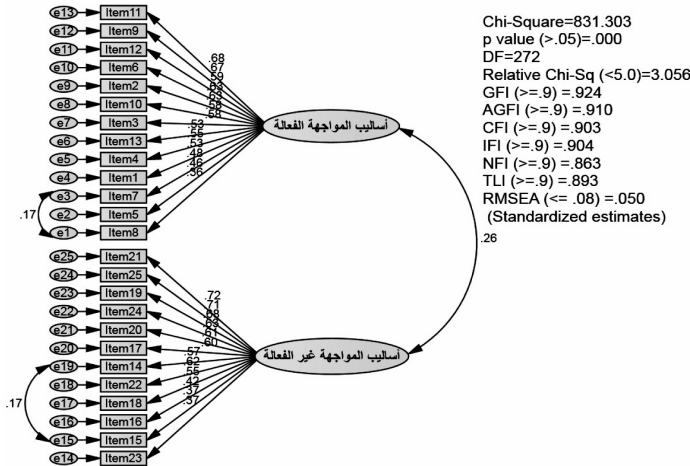 e13 Item11
e12 Item9
e11 Item12
e10 Item6
e9 Item2
e8 Item10
e7 Item3
e6 Item13
e5 Item4
e4 Item1
e3 Item7
e2 Item5
e1 Item8
.17
.68
.67
.59
.63
.58
.53
.53
.48
.46
.36
أساليب المواجهة الفعالة
Chi-Square=831.303
p value (>.05)=.000
DF=272
Relative Chi-Sq (<5.0)=3.056
GFI (>=.9) =.924
AGFI (>=.9) =.910
CFI (>=.9) =.903
IFI (>=.9) =.904
NFI (>=.9) =.863
TLI (>=.9) =.893
RMSEA (<= .08) =.050
(Standardized estimates)
.26
e25 Item21
e24 Item25
e23 Item19
e22 Item24
e21 Item20
e20 Item17
e19 Item14
e18 Item22
e17 Item18
e16 Item16
e15 Item15
e14 Item23
.17
.72
.71
.68
.61
.60
.57
.62
.55
.42
.37
.37
أساليب المواجهة غير الفعالة